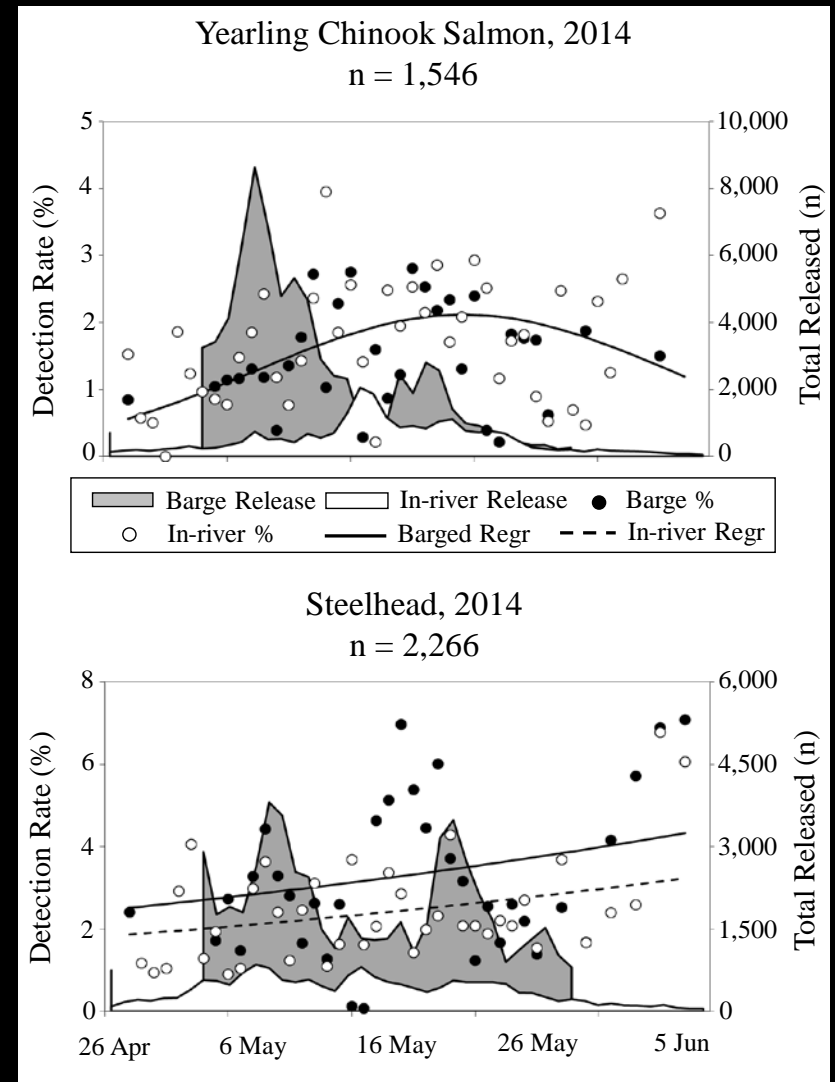 Yearling Chinook Salmon, 2014
n = 1,546
Detection Rate (%)
5
4
3
2
1
0
10,000
8,000
6,000
4,000
2,000
0
Total Released (n)
Barge Release
In-river Release
Barge %
In-river %
Barged Regr
In-river Regr
Steelhead, 2014
n = 2,266
Detection Rate (%)
8
6
4
2
0
6,000
4,500
3,000
1,500
0
Total Released (n)
26 Apr
6 May
16 May
26 May
5 Jun